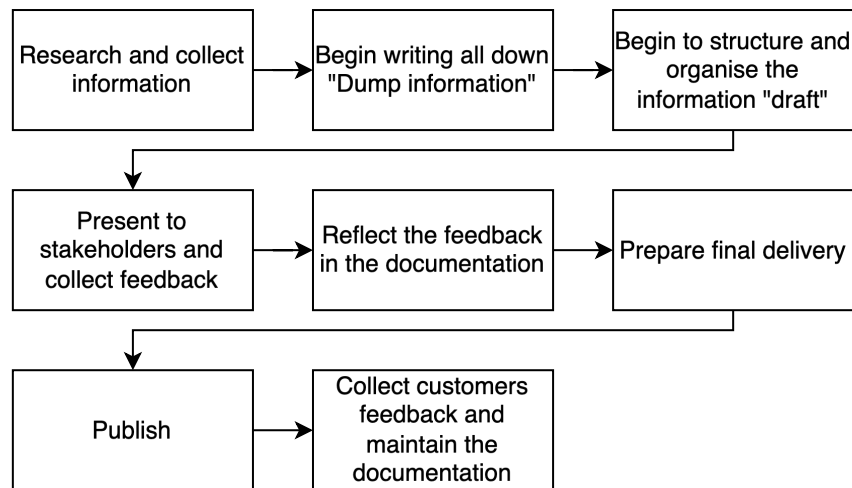 Research and collect
information
Begin writing all down
"Dump information"
Begin to structure and
organise the
information "draft"
Present to
stakeholders and
collect feedback
Reflect the feedback
in the documentation
Prepare final delivery
Publish
Collect customers
feedback and
maintain the
documentation